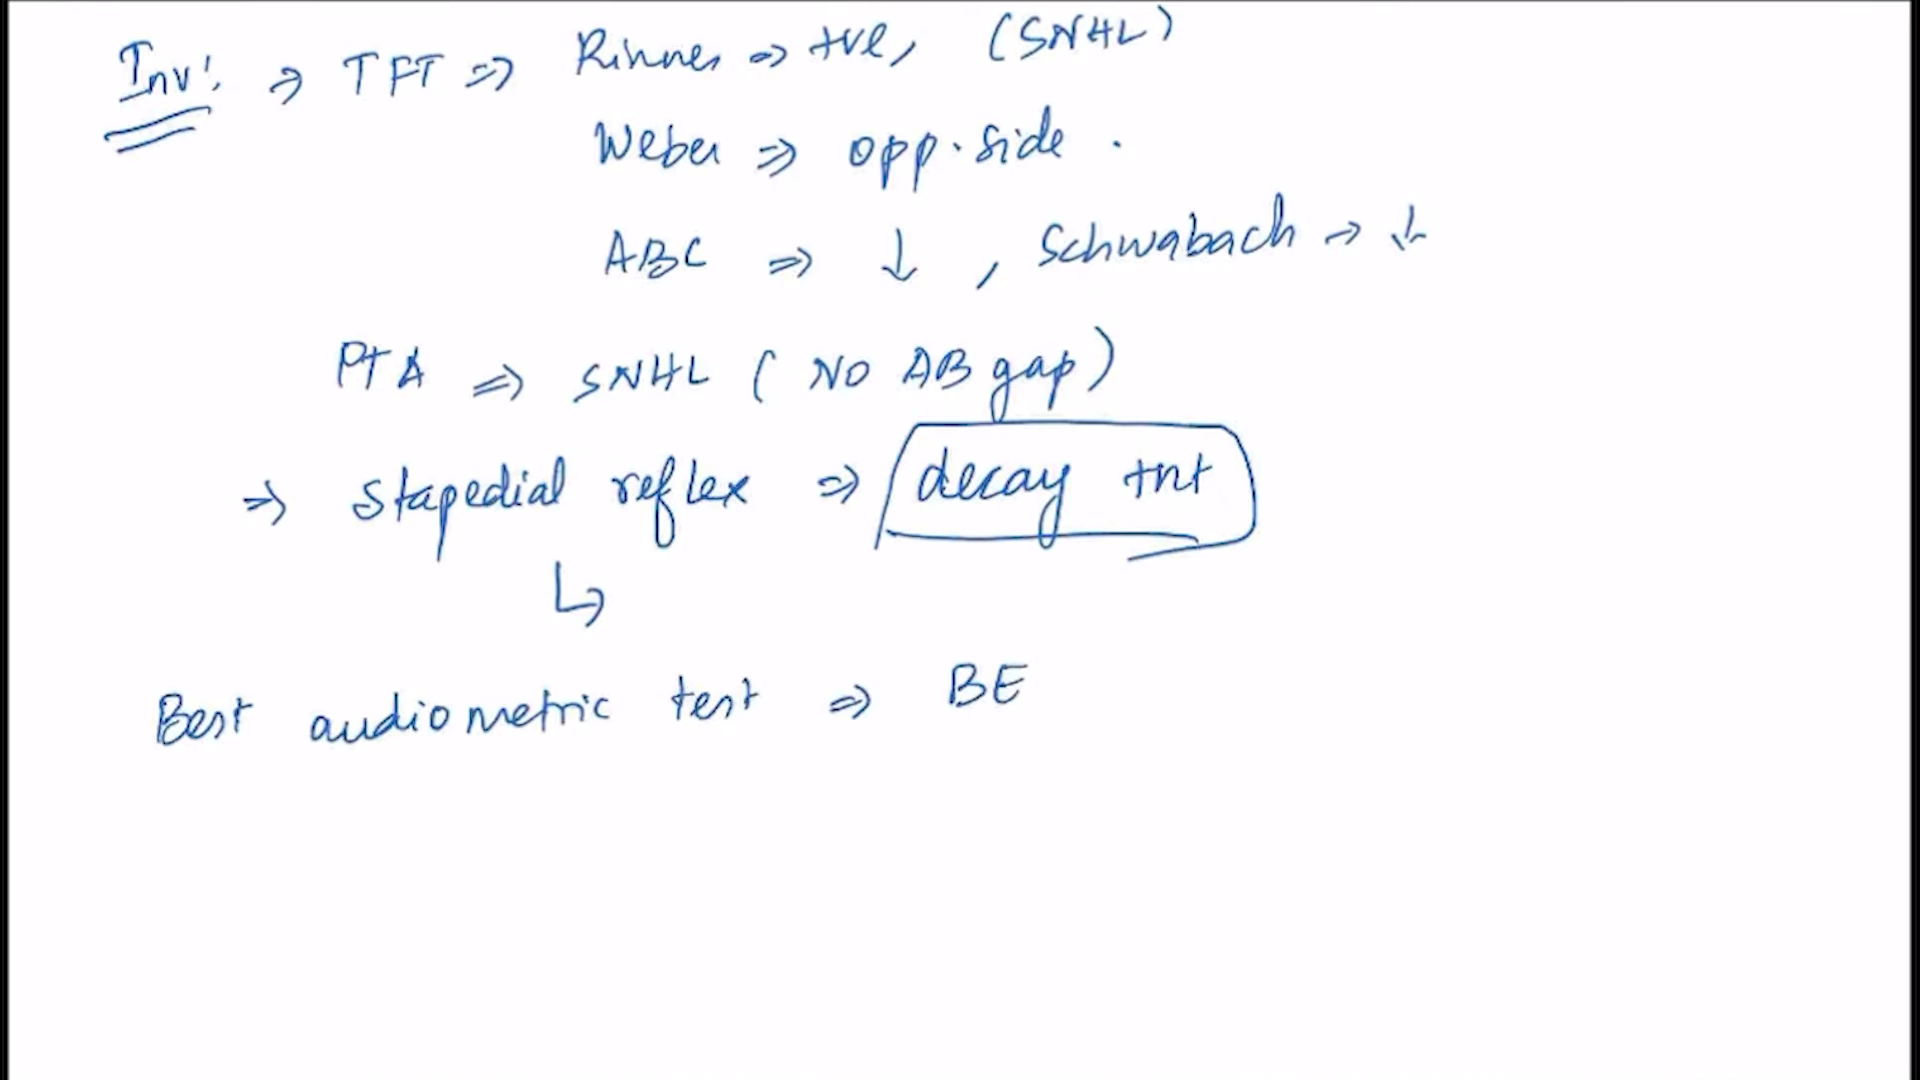 Inv: → TFT ⇒ Rinnes ⇒ +ve, (SNHL)
Weber ⇒ opp. side.
ABC ⇒ ↓, Schwabach → ↓
PTA ⇒ SNHL (NO AB gap)
⇒ stapedial reflex ⇒ decay tnt
↳
Best audiometric test ⇒ BE